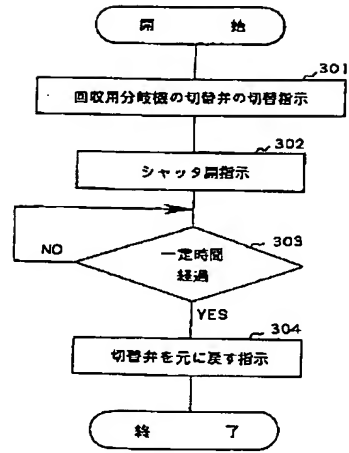 開 始
301
回収用分岐機の切替弁の切替指示
302
シャッタ開指示
303
一定時間
経過
NO
YES
304
切替弁を元に戻す指示
終 了